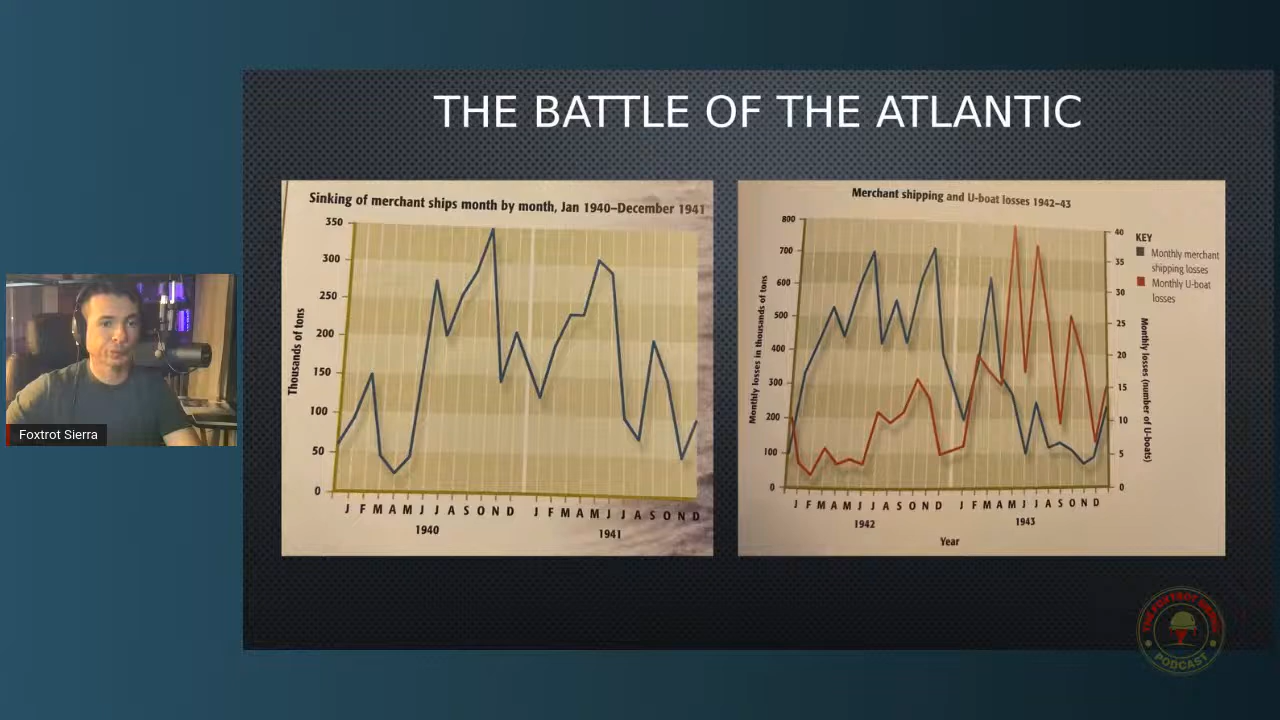 THE BATTLE OF THE ATLANTIC
Sinking of merchant ships month by month, Jan 1940–December 1941
Thousands of tons
350
300
250
200
150
100
50
0
J F M A M J J A S O N D J F M A M J J A S O N D
1940 1941
Merchant shipping and U-boat losses 1942–43
Monthly losses in thousands of tons
800
700
600
500
400
300
200
100
0
40
35
30
25
20
15
10
5
0
Monthly losses (number of U-boats)
KEY
Monthly merchant
shipping losses
Monthly U-boat
losses
J F M A M J J A S O N D J F M A M J J A S O N D
1942 1943
Year
Foxtrot Sierra
THE FOXTROT SIERRA
PODCAST